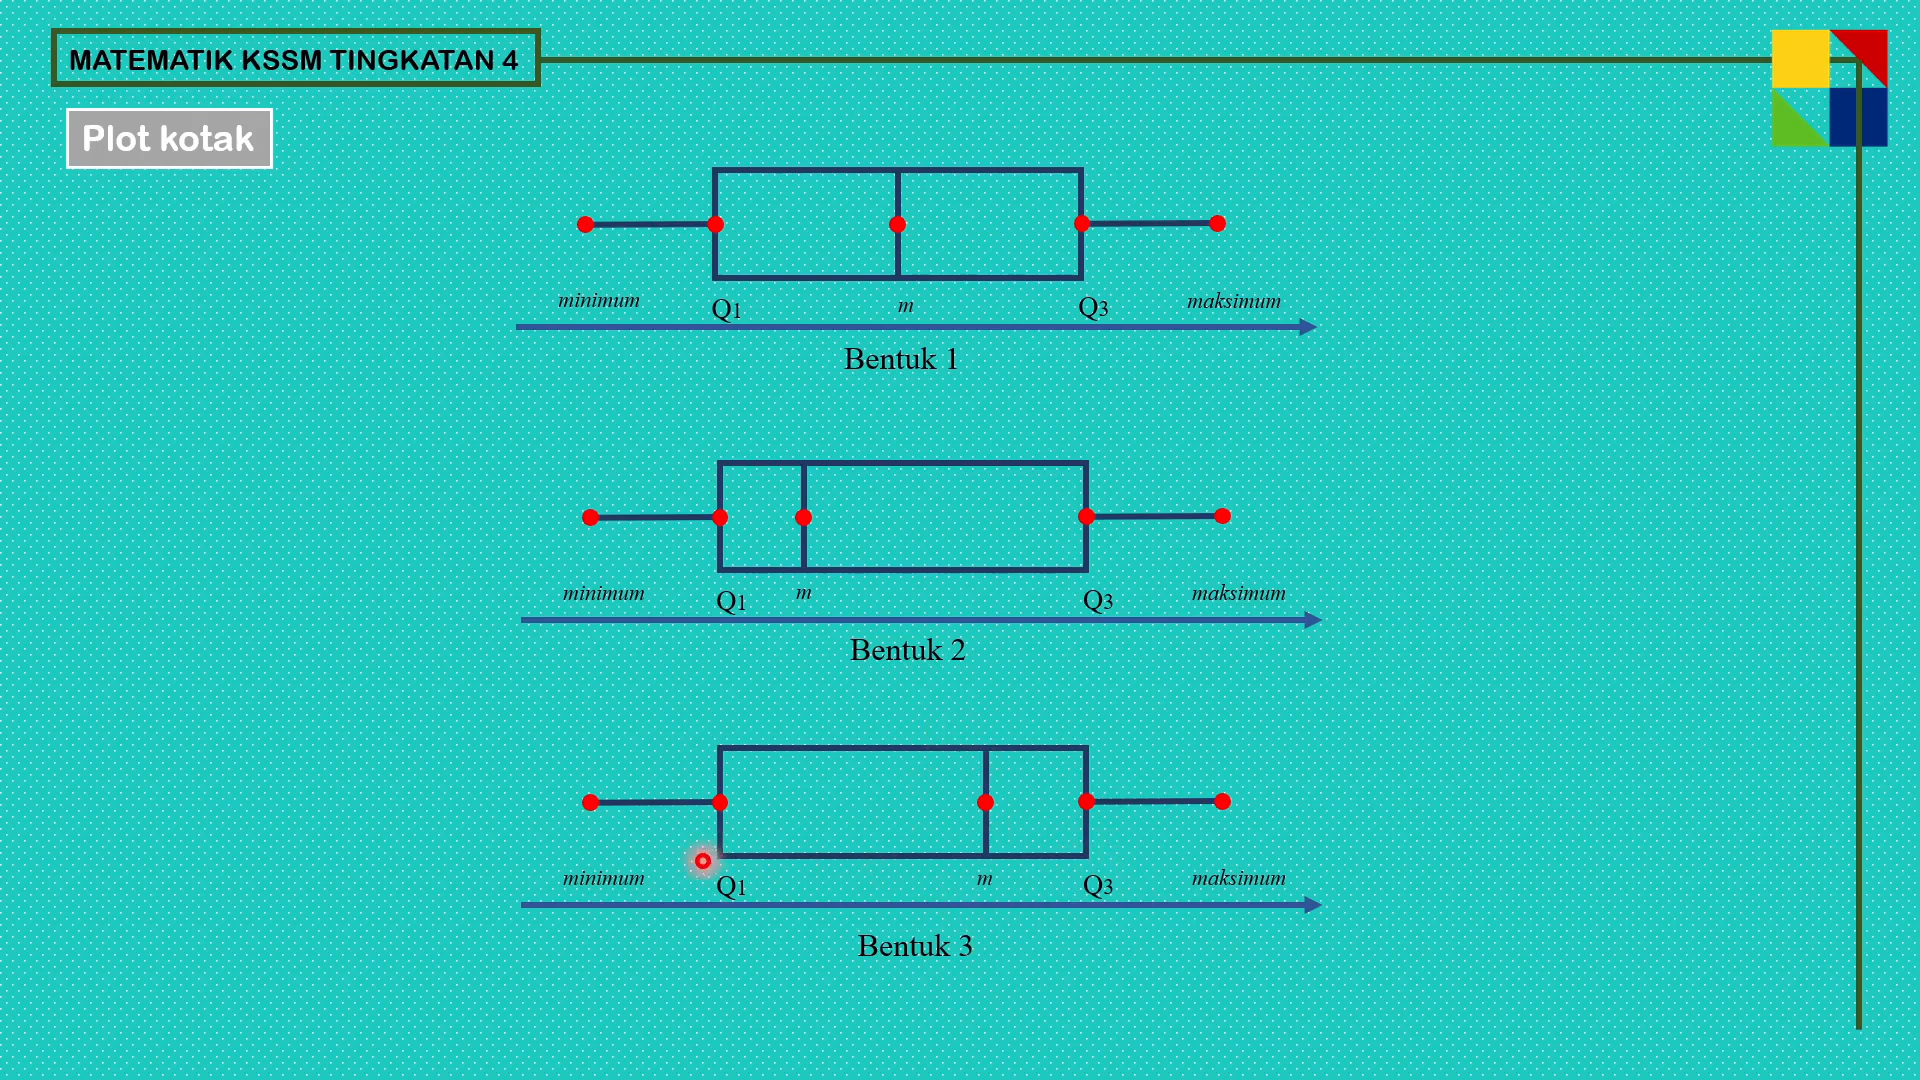 MATEMATIK KSSM TINGKATAN 4
Plot kotak
minimum Q1 m Q3 maksimum
Bentuk 1
minimum Q1 m Q3 maksimum
Bentuk 2
minimum Q1 m Q3 maksimum
Bentuk 3